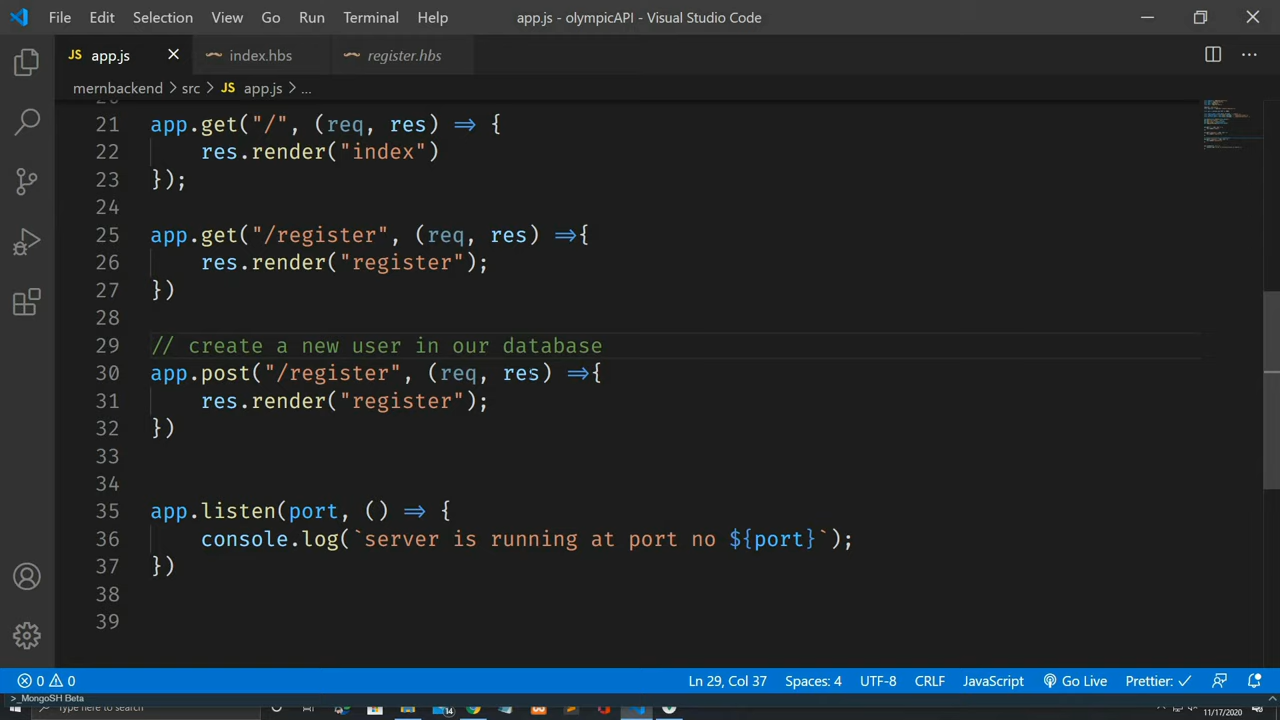 File Edit Selection View Go Run Terminal Help app.js - olympicAPI - Visual Studio Code
JS app.js index.hbs register.hbs
mernbackend > src > JS app.js > ...
21 app.get("/", (req, res) => {
22 res.render("index")
23 });
24
25 app.get("/register", (req, res) =>{
26 res.render("register");
27 })
28
29 // create a new user in our database
30 app.post("/register", (req, res) =>{
31 res.render("register");
32 })
33
34
35 app.listen(port, () => {
36 console.log(`server is running at port no ${port}`);
37 })
38
39
0 0 Ln 29, Col 37 Spaces: 4 UTF-8 CRLF JavaScript Go Live Prettier: ✓
>_MongoSH Beta
Type here to search 11/17/2020